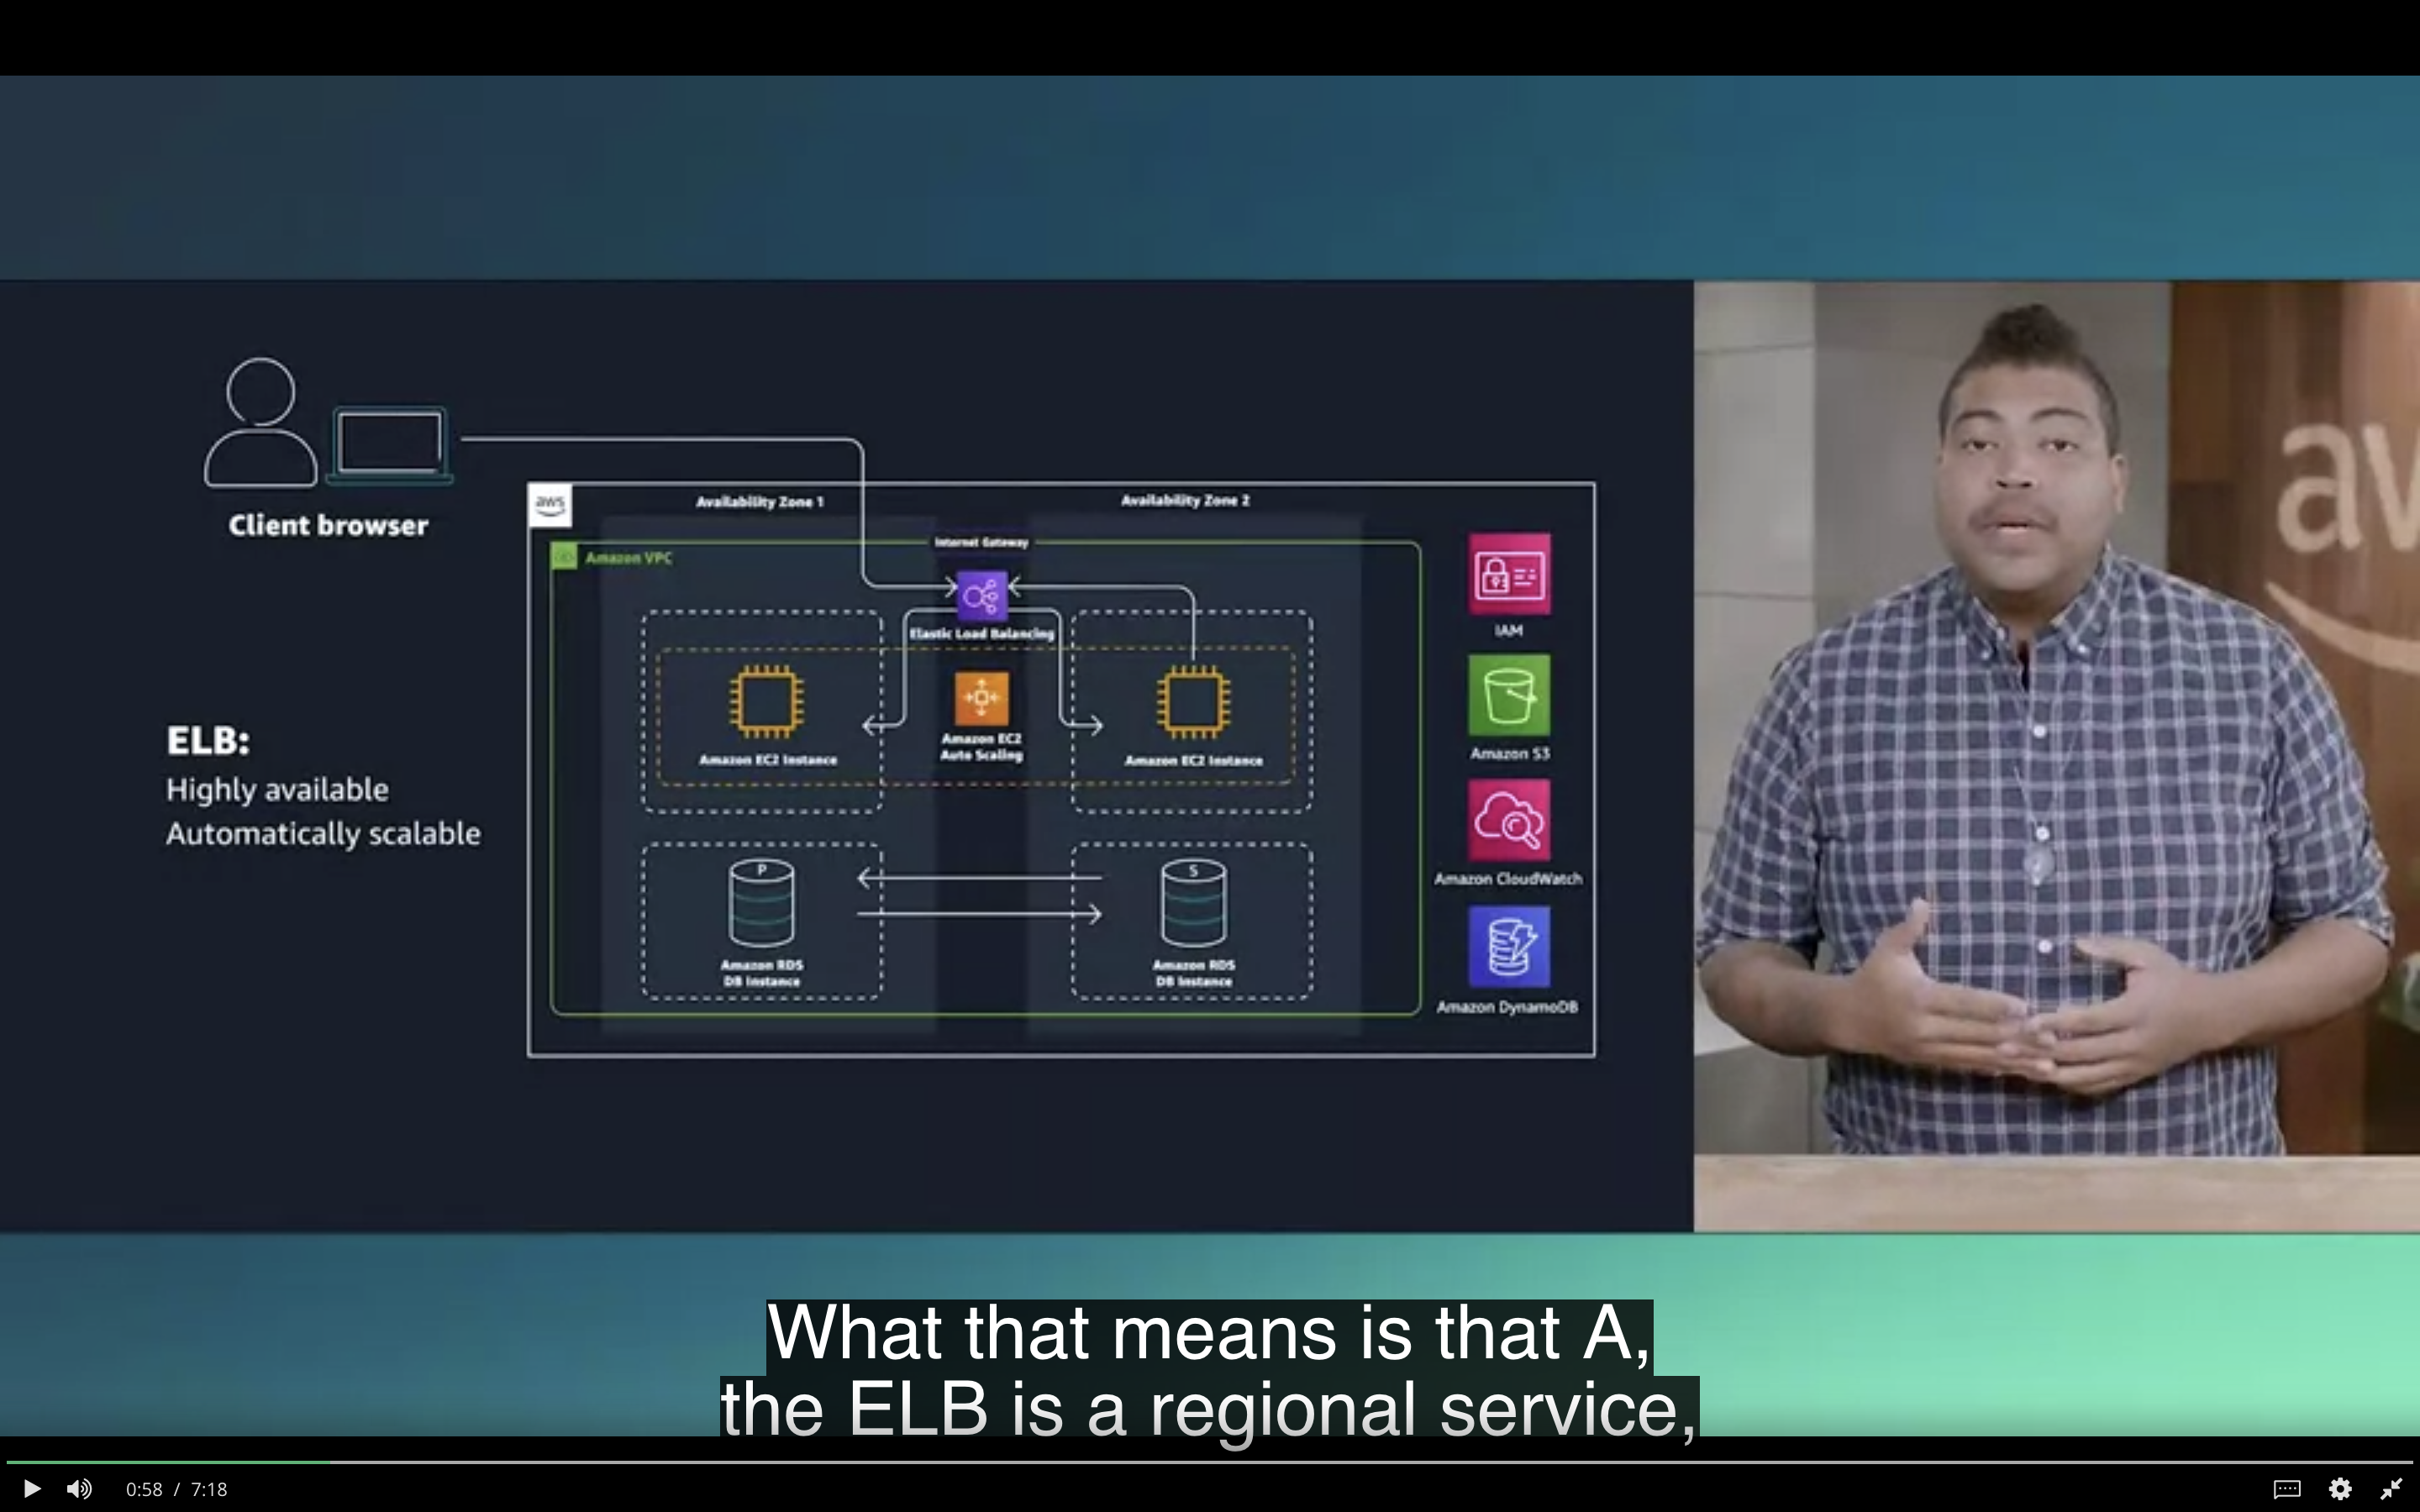 Client browser
aws
Availability Zone 1
Availability Zone 2
Internet Gateway
Amazon VPC
Elastic Load Balancing
Amazon EC2 Instance
Amazon EC2
Auto Scaling
Amazon EC2 Instance
ELB:
Highly available
Automatically scalable
P
S
Amazon RDS
DB Instance
Amazon RDS
DB Instance
IAM
Amazon S3
Amazon CloudWatch
Amazon DynamoDB
What that means is that A,
the ELB is a regional service,
0:58 / 7:18